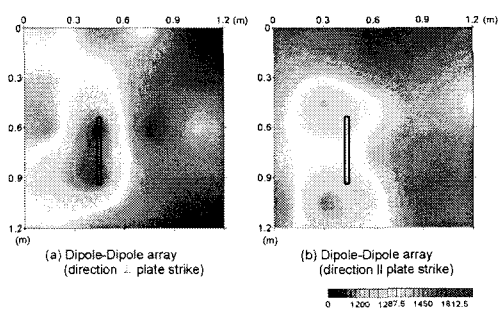 0 0.3 0.6 0.9 1.2 (m)
0
0.3
0.6
0.9
1.2
(m)
(a) Dipole-Dipole array
(direction ⊥ plate strike)
0 0.3 0.6 0.9 1.2 (m)
0
0.3
0.6
0.9
1.2
(m)
(b) Dipole-Dipole array
(direction || plate strike)
0 1200 1287.5 1450 1812.5